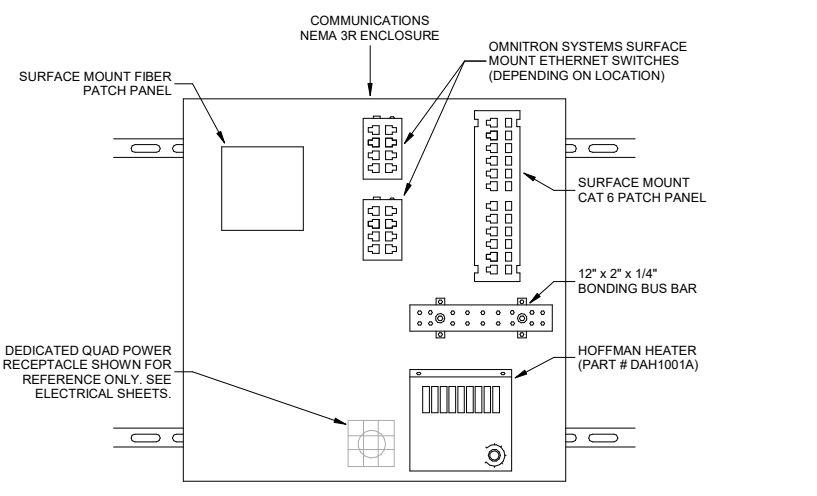 COMMUNICATIONS
NEMA 3R ENCLOSURE
OMNITRON SYSTEMS SURFACE
MOUNT ETHERNET SWITCHES
(DEPENDING ON LOCATION)
SURFACE MOUNT FIBER
PATCH PANEL
SURFACE MOUNT
CAT 6 PATCH PANEL
12" x 2" x 1/4"
BONDING BUS BAR
DEDICATED QUAD POWER
RECEPTACLE SHOWN FOR
REFERENCE ONLY. SEE
ELECTRICAL SHEETS.
HOFFMAN HEATER
(PART # DAH1001A)